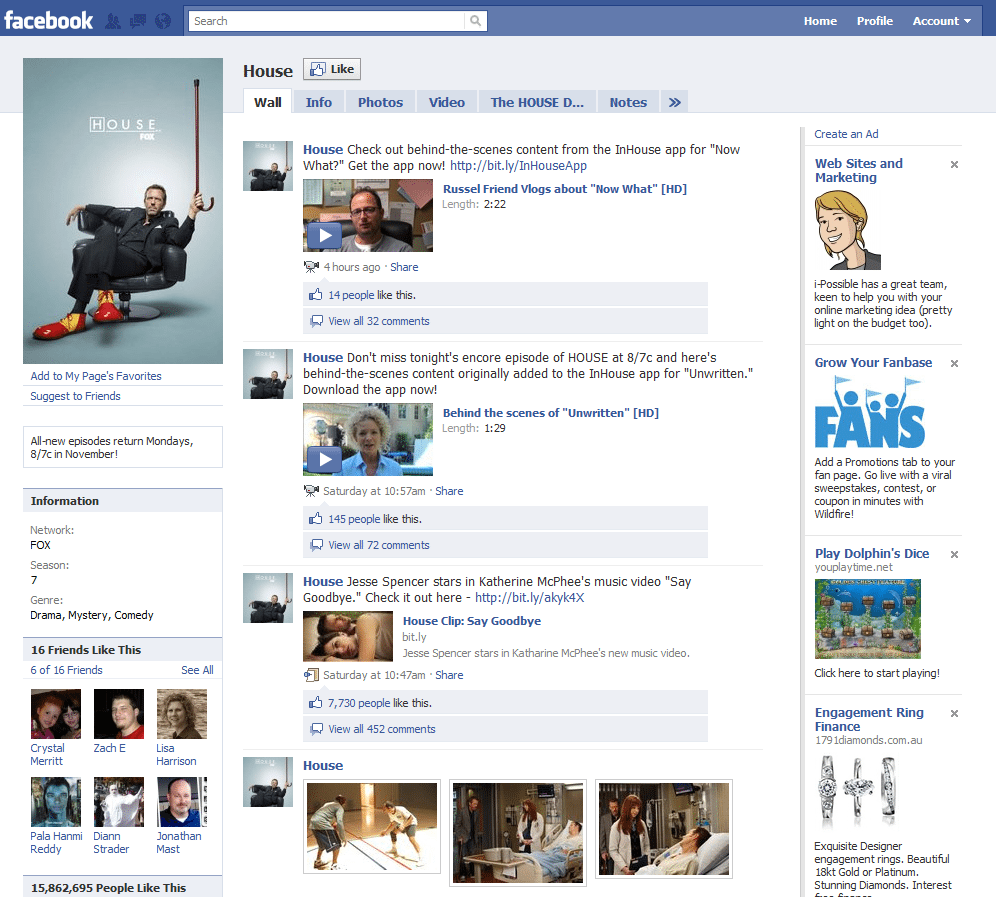 facebook
Search
Home Profile Account
HOUSE
FOX
Add to My Page's Favorites
Suggest to Friends
All-new episodes return Mondays,
8/7c in November!
Information
Network:
FOX
Season:
7
Genre:
Drama, Mystery, Comedy
16 Friends Like This
6 of 16 Friends See All
Crystal
Merritt
Zach E
Lisa
Harrison
Pala Hanmi
Reddy
Diann
Strader
Jonathan
Mast
15,862,695 People Like This
House Like
Wall Info Photos Video The HOUSE D... Notes »
House Check out behind-the-scenes content from the InHouse app for "Now
What?" Get the app now! http://bit.ly/InHouseApp
Russel Friend Vlogs about "Now What" [HD]
Length: 2:22
4 hours ago · Share
14 people like this.
View all 32 comments
House Don't miss tonight's encore episode of HOUSE at 8/7c and here's
behind-the-scenes content originally added to the InHouse app for "Unwritten."
Download the app now!
Behind the scenes of "Unwritten" [HD]
Length: 1:29
Saturday at 10:57am · Share
145 people like this.
View all 72 comments
House Jesse Spencer stars in Katherine McPhee's music video "Say
Goodbye." Check it out here - http://bit.ly/akyk4X
House Clip: Say Goodbye
bit.ly
Jesse Spencer stars in Katharine McPhee's new music video.
Saturday at 10:47am · Share
7,730 people like this.
View all 452 comments
House
Create an Ad
Web Sites and
Marketing
i-Possible has a great team,
keen to help you with your
online marketing idea (pretty
light on the budget too).
Grow Your Fanbase
FANS
Add a Promotions tab to your
fan page. Go live with a viral
sweepstakes, contest, or
coupon in minutes with
Wildfire!
Play Dolphin's Dice
youplaytime.net
Click here to start playing!
Engagement Ring
Finance
1791diamonds.com.au
Exquisite Designer
engagement rings. Beautiful
18kt Gold or Platinum.
Stunning Diamonds. Interest
free finance